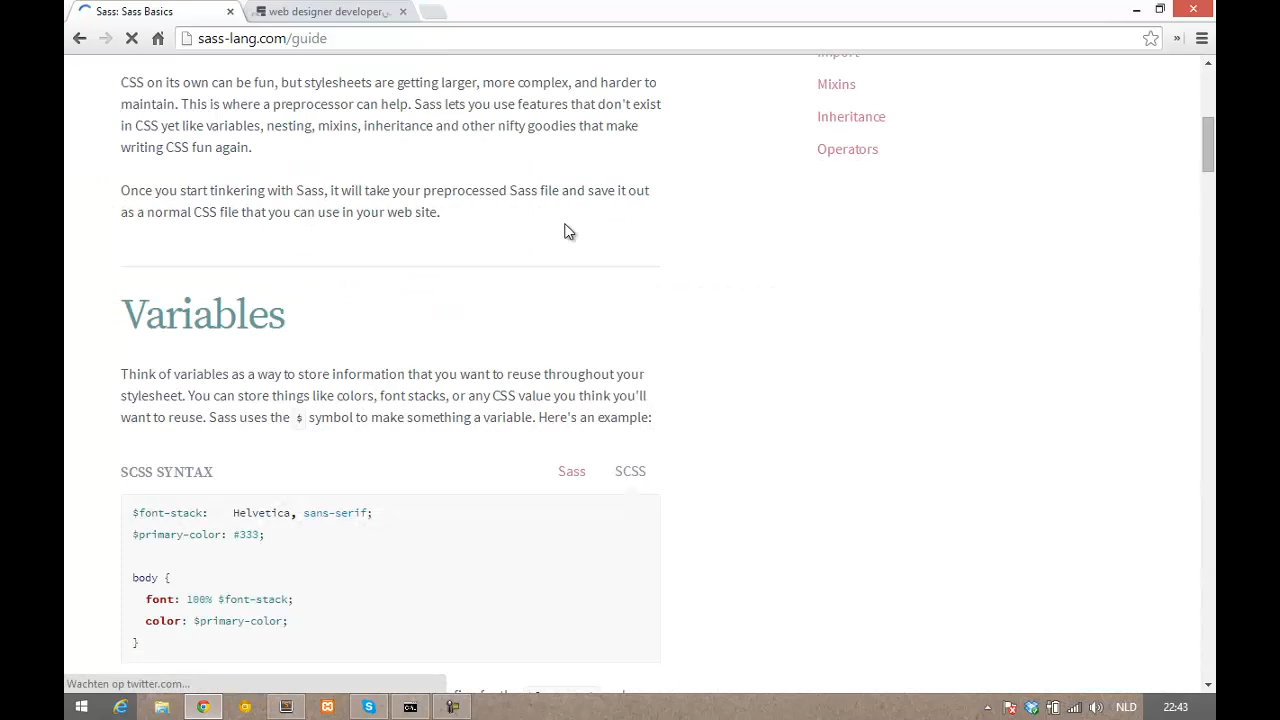 Sass: Sass Basics
web designer developer,
sass-lang.com/guide
»
Import
CSS on its own can be fun, but stylesheets are getting larger, more complex, and harder to
Mixins
maintain. This is where a preprocessor can help. Sass lets you use features that don't exist
Inheritance
in CSS yet like variables, nesting, mixins, inheritance and other nifty goodies that make
Operators
writing CSS fun again.
Once you start tinkering with Sass, it will take your preprocessed Sass file and save it out
as a normal CSS file that you can use in your web site.
Variables
Think of variables as a way to store information that you want to reuse throughout your
stylesheet. You can store things like colors, font stacks, or any CSS value you think you'll
want to reuse. Sass uses the $ symbol to make something a variable. Here's an example:
SCSS SYNTAX Sass SCSS
$font-stack: Helvetica, sans-serif;
$primary-color: #333;
body {
font: 100% $font-stack;
color: $primary-color;
}
Wachten op twitter.com...
NLD 22:43